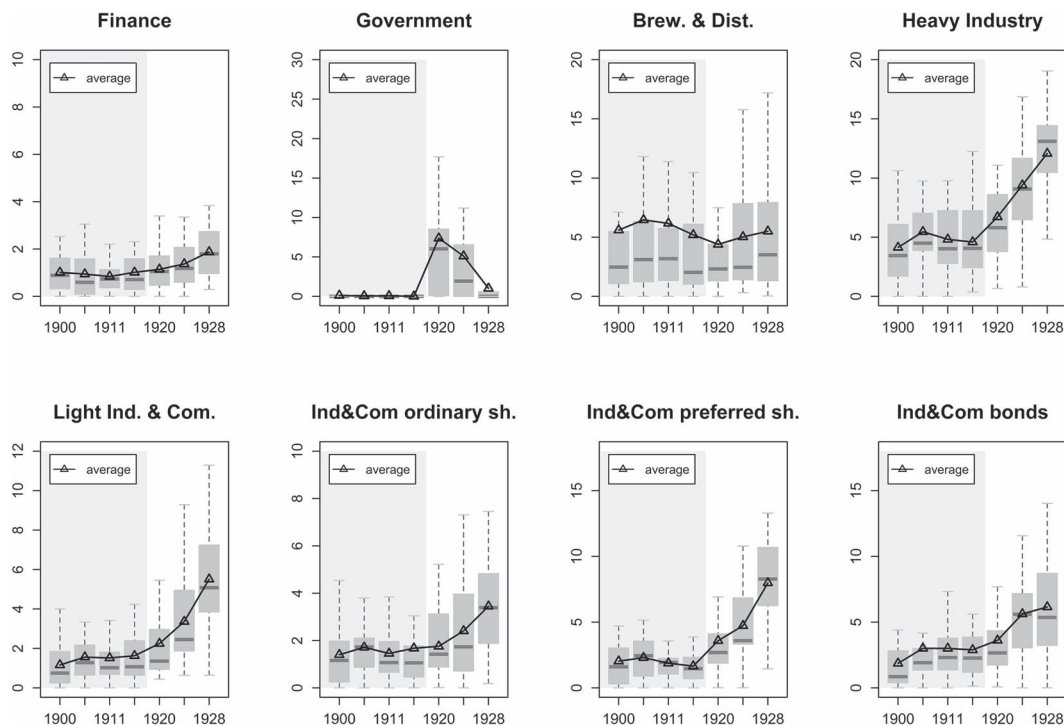 Finance
Government
Brew. & Dist.
Heavy Industry
average
0 2 4 6 8 10
1900 1911 1920 1928
average
0 5 10 15 20 25 30
1900 1911 1920 1928
average
0 5 10 15 20
1900 1911 1920 1928
average
0 5 10 15 20
1900 1911 1920 1928
Light Ind. & Com.
Ind&Com ordinary sh.
Ind&Com preferred sh.
Ind&Com bonds
average
0 2 4 6 8 10 12
1900 1911 1920 1928
average
0 2 4 6 8 10
1900 1911 1920 1928
average
0 5 10 15
1900 1911 1920 1928
average
0 5 10 15
1900 1911 1920 1928